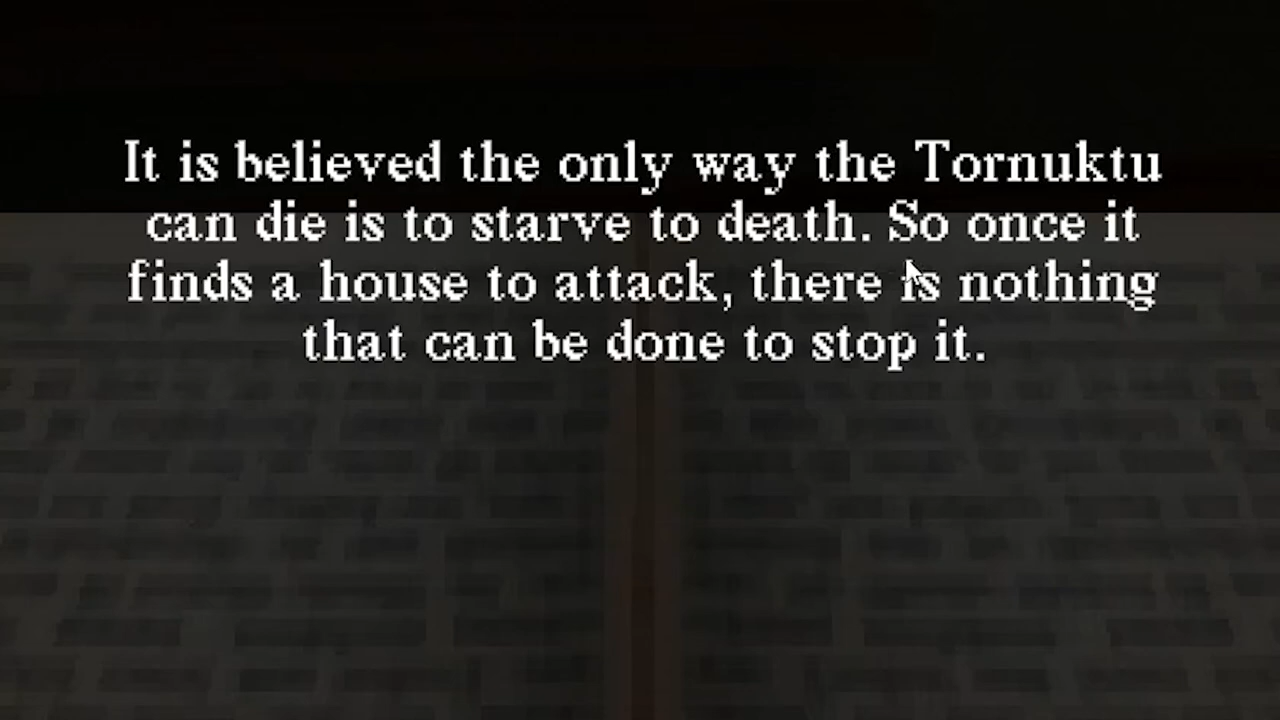 It is believed the only way the Tornuktu
can die is to starve to death. So once it
finds a house to attack, there is nothing
that can be done to stop it.